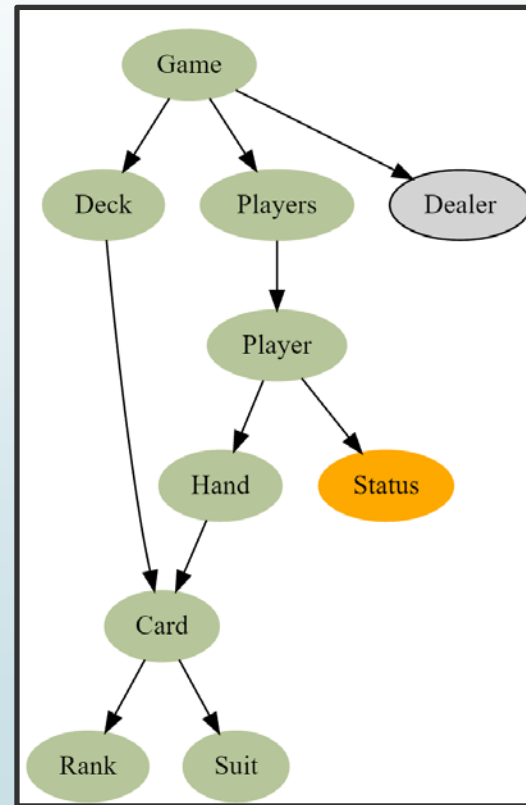 Game
Deck
Players
Dealer
Player
Hand
Status
Card
Rank
Suit